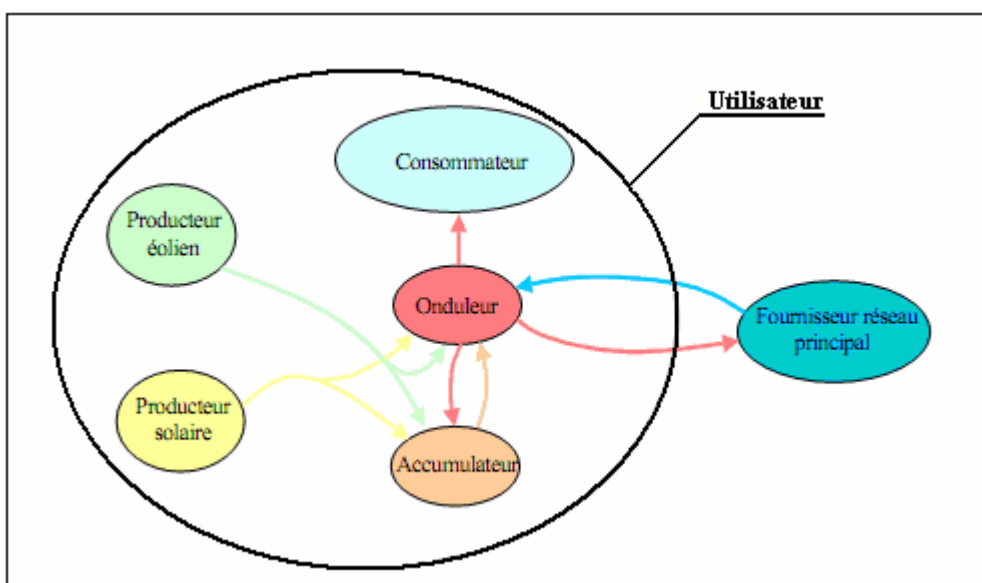 Utilisateur
Consommateur
Producteur
éolien
Onduleur
Fournisseur réseau
principal
Producteur
solaire
Accumulateur